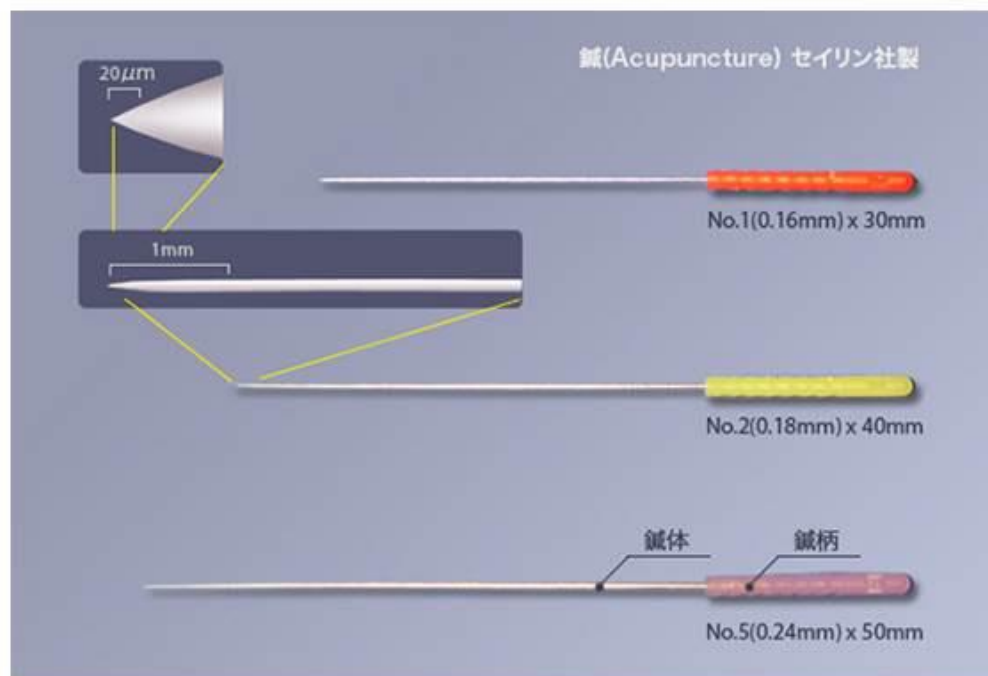 鍼(Acupuncture) セイリン社製
20μm
No.1(0.16mm) x 30mm
1mm
No.2(0.18mm) x 40mm
鍼体
鍼柄
No.5(0.24mm) x 50mm